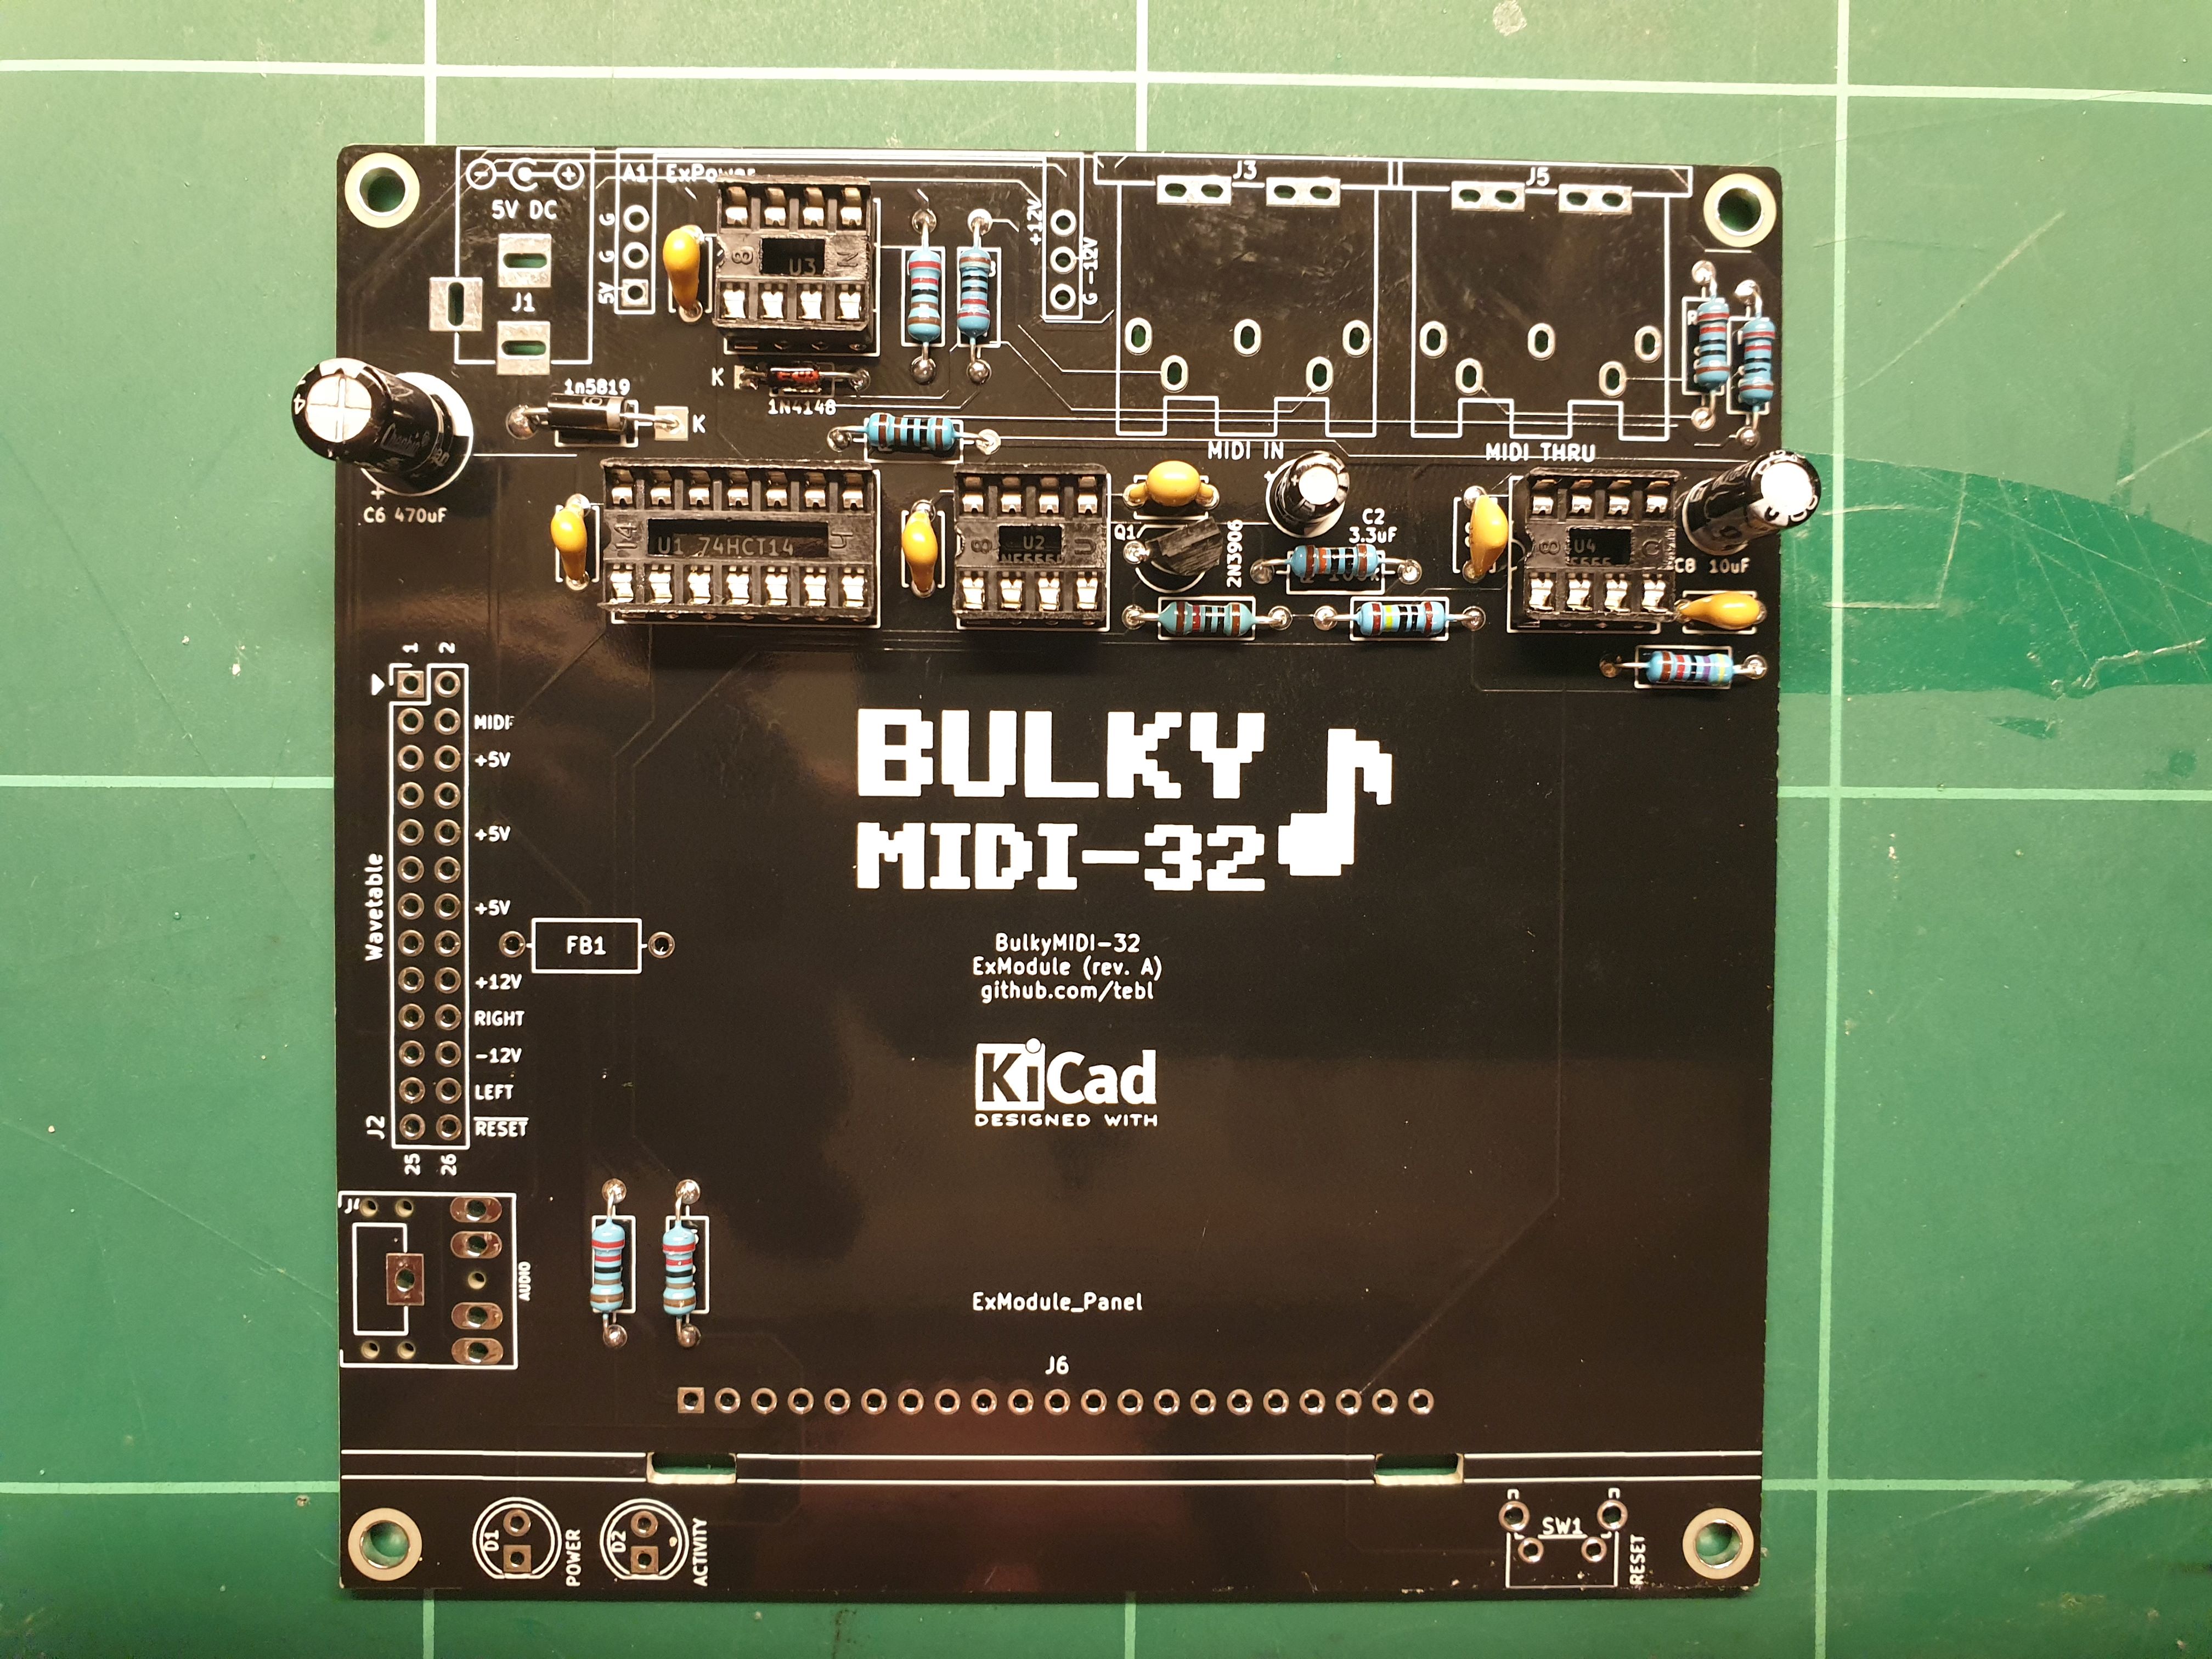 A1 ExPower
J3
J5
5V DC
G
G
5V
J1
+12V
-12V
G
8
U3
N
1n5819
K
K
1N4148
MIDI IN
MIDI THRU
+
C6 470uF
14
U1 74HCT14
8
U2
Q1
2N3906
C2
3.3uF
8
U4
C8 10uF
1
2
MIDI
+5V
+5V
+5V
+12V
RIGHT
-12V
LEFT
RESET
Wavetable
J2
25
26
FB1
BULKY
MIDI-32
BulkyMIDI-32
ExModule (rev. A)
github.com/tebl
KiCad
DESIGNED WITH
AUDIO
ExModule_Panel
J6
D1
POWER
D2
ACTIVITY
SW1
RESET